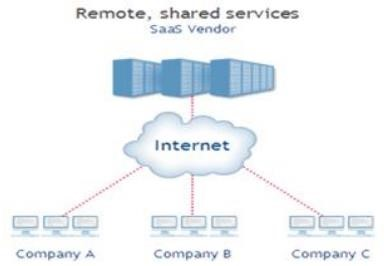 Remote, shared services
SaaS Vendor
Internet
Company A
Company B
Company C